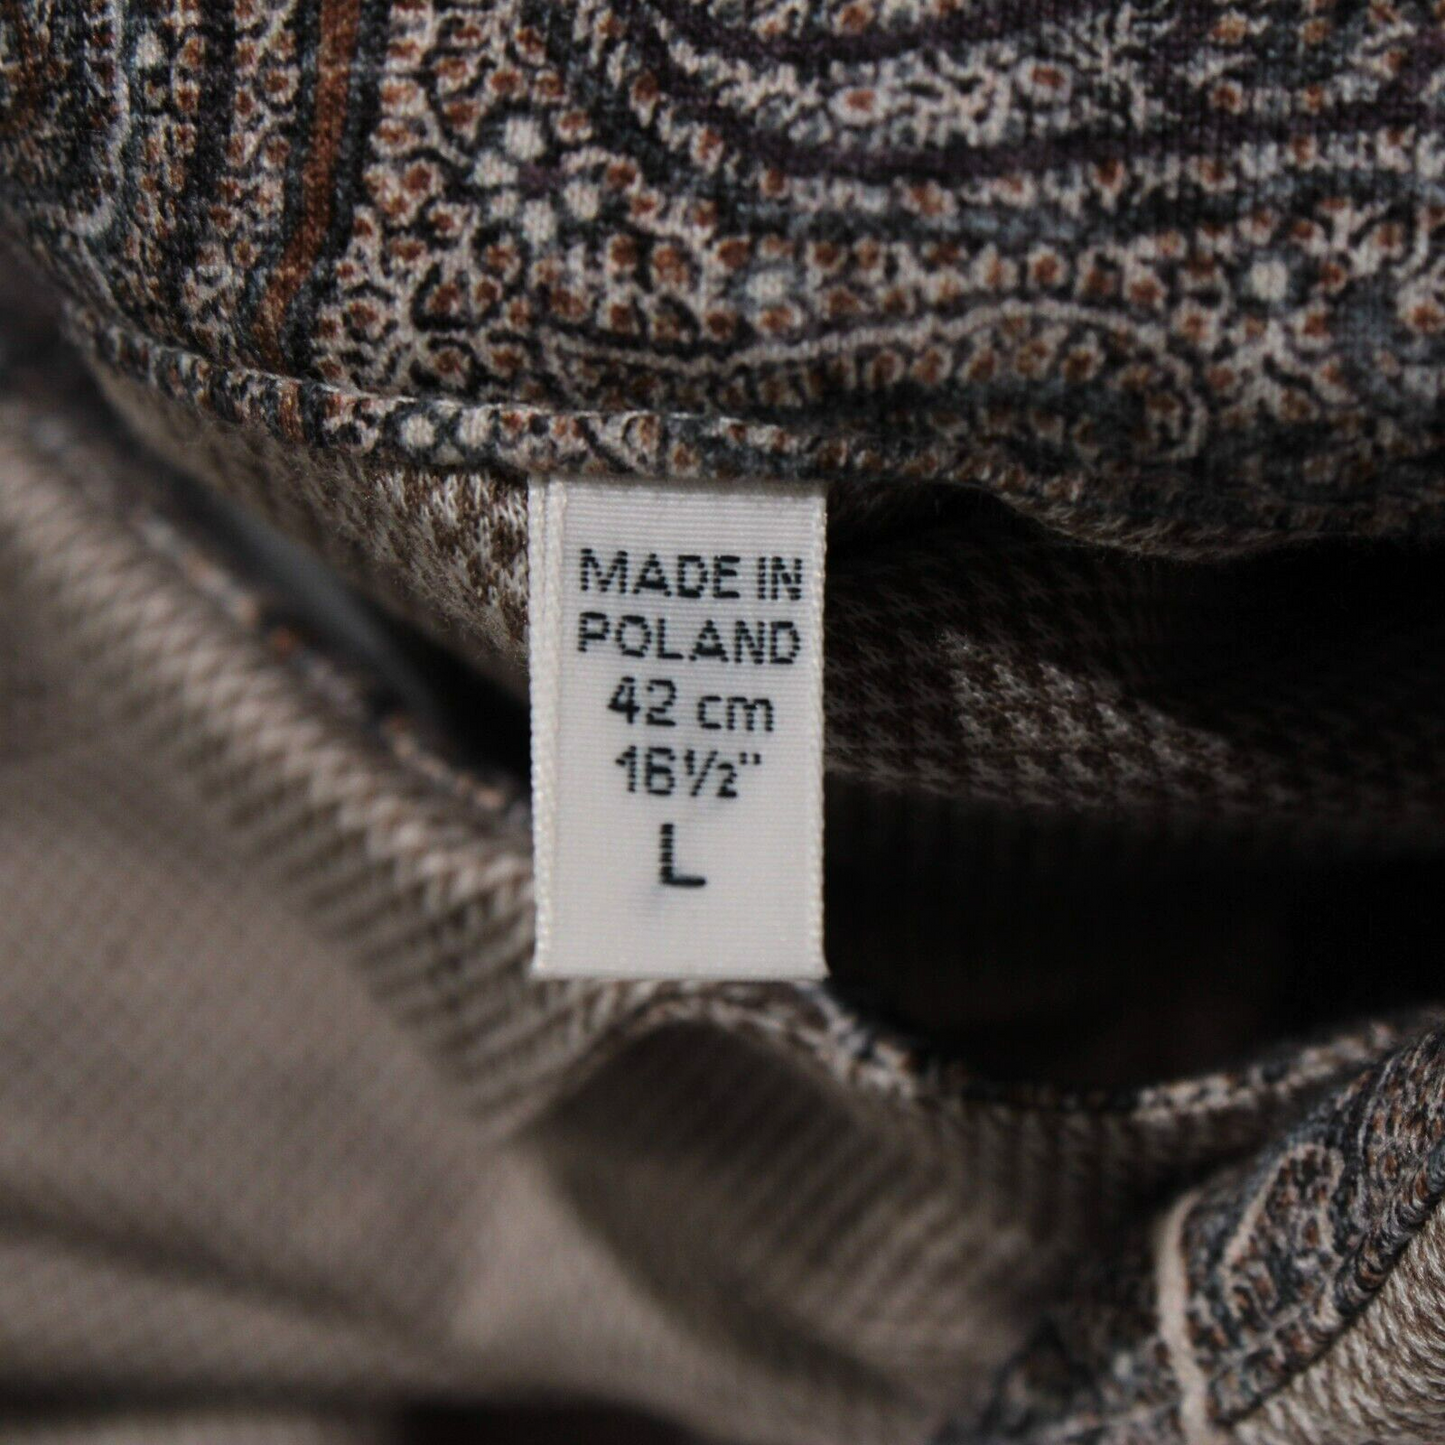 MADE IN
POLAND
42 cm
16½"
L